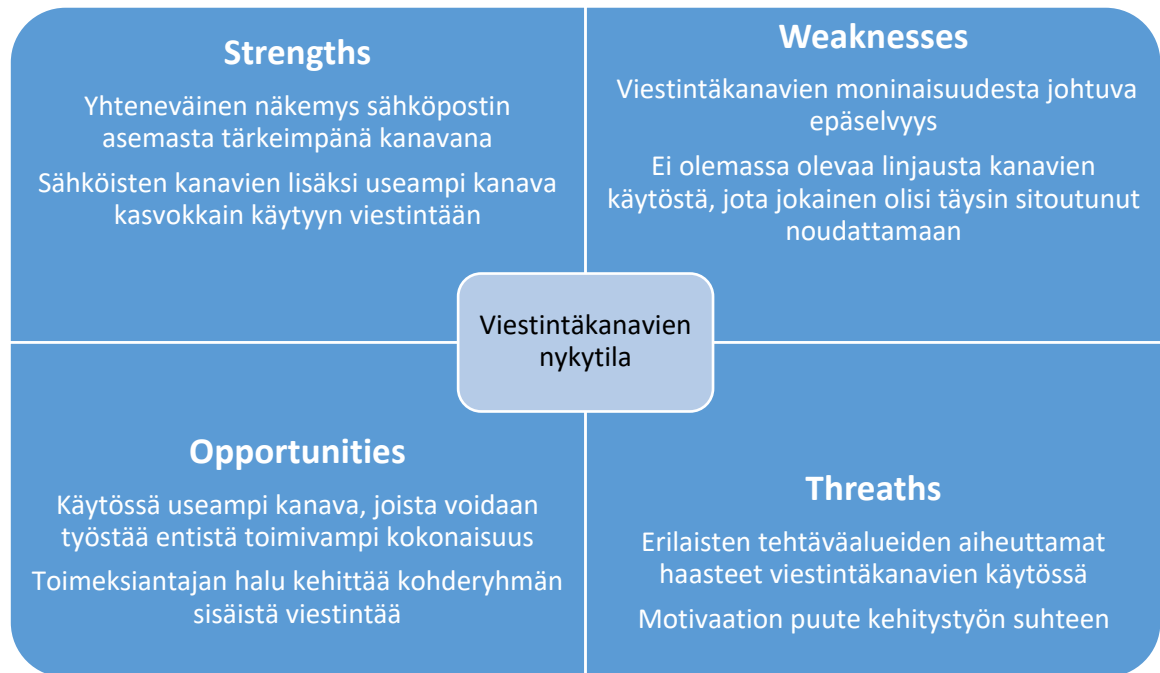 Strengths
Yhteneväinen näkemys sähköpostin
asemasta tärkeimpänä kanavana
Sähköisten kanavien lisäksi useampi kanava
kasvokkain käytyyn viestintään
Weaknesses
Viestintäkanavien moninaisuudesta johtuva
epäselvyys
Ei olemassa olevaa linjausta kanavien
käytöstä, jota jokainen olisi täysin sitoutunut
noudattamaan
Viestintäkanavien
nykytila
Opportunities
Käytössä useampi kanava, joista voidaan
työstää entistä toimivampi kokonaisuus
Toimeksiantajan halu kehittää kohderyhmän
sisäistä viestintää
Threaths
Erilaisten tehtäväalueiden aiheuttamat
haasteet viestintäkanavien käytössä
Motivaation puute kehitystyön suhteen